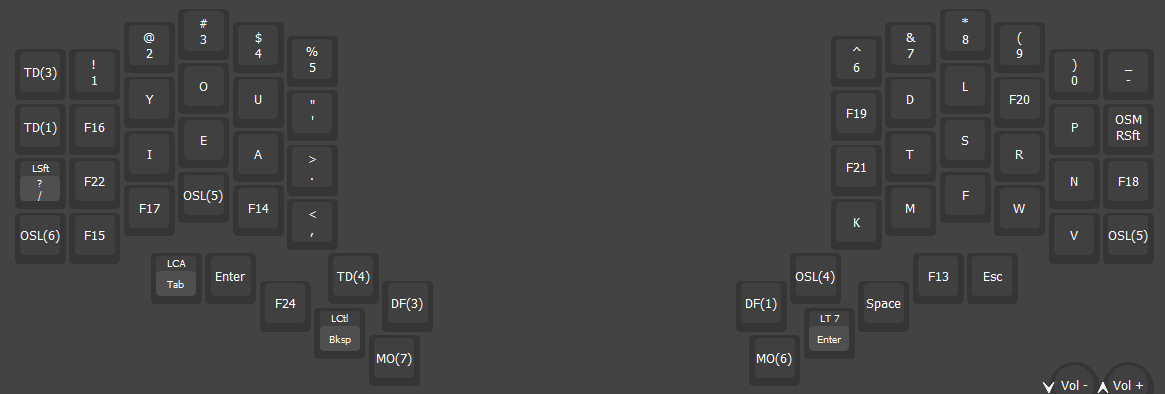 TD(3)
!
1
@
2
#
3
$
4
%
5
^
6
&
7
*
8
(
9
)
0
_
-
TD(1)
F16
Y
O
U
"
'
F19
D
L
F20
P
OSM
RSft
LSft
?
/
F22
I
E
A
>
.
F21
T
S
R
N
F18
OSL(6)
F15
F17
OSL(5)
F14
<
,
K
M
F
W
V
OSL(5)
LCA
Tab
Enter
F24
TD(4)
DF(3)
LCtl
Bksp
MO(7)
DF(1)
OSL(4)
LT 7
Enter
MO(6)
Space
F13
Esc
Vol -
Vol +